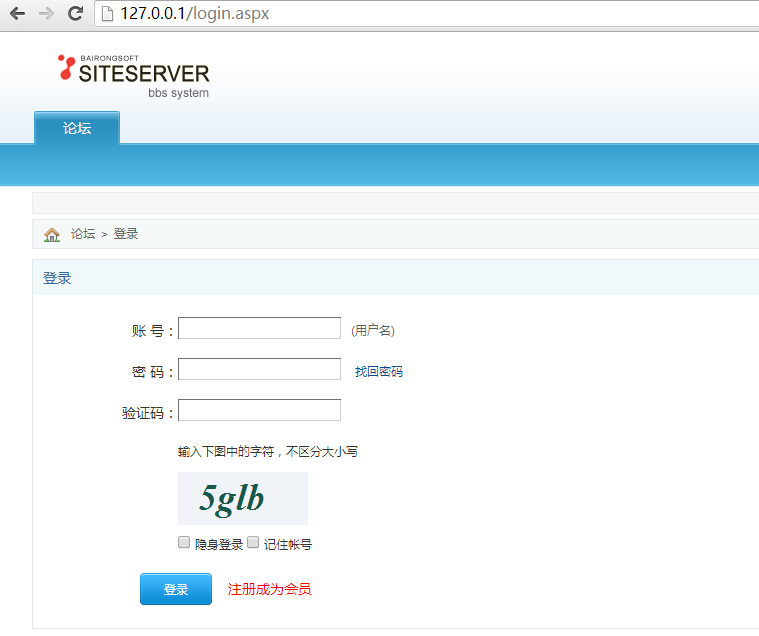 127.0.0.1/login.aspx
BAIRONGSOFT
SITESERVER
bbs system
论坛
论坛 > 登录
登录
账 号： (用户名)
密 码： 找回密码
验证码：
输入下图中的字符，不区分大小写
5glb
隐身登录 记住帐号
登录 注册成为会员